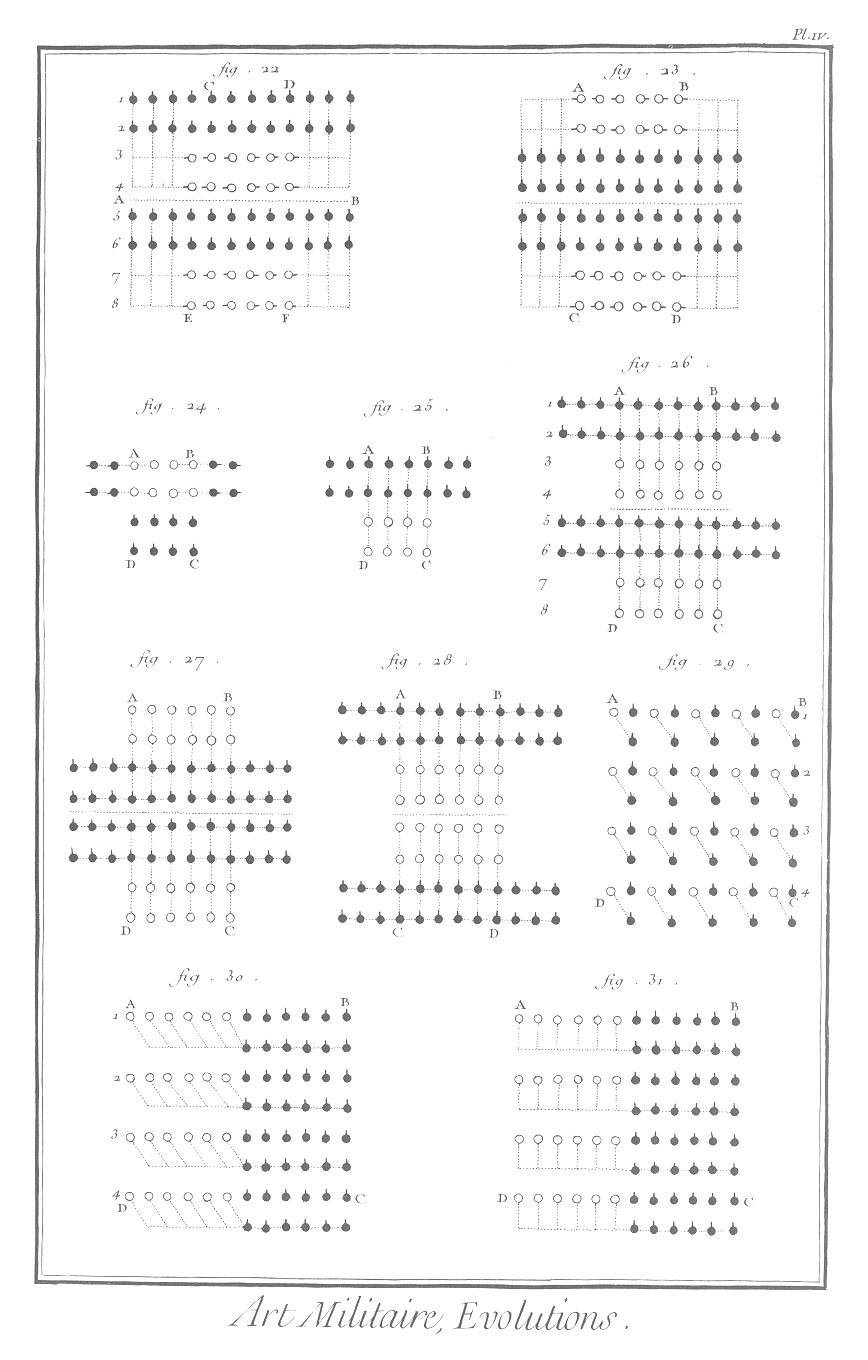 Pl. IV.
fig. 22
C D
1
2
3
4
A B
5
6
7
8
E F
fig. 23.
A B
C D
fig. 24.
A B
D C
fig. 25.
A B
D C
fig. 26.
A B
1
2
3
4
5
6
7
8
D C
fig. 27.
A B
D C
fig. 28.
A B
C D
fig. 29.
A B
1
2
3
4
D C
fig. 30.
A B
1
2
3
4 C
D
fig. 31.
A B
D C
Art Militaire, Evolutions.